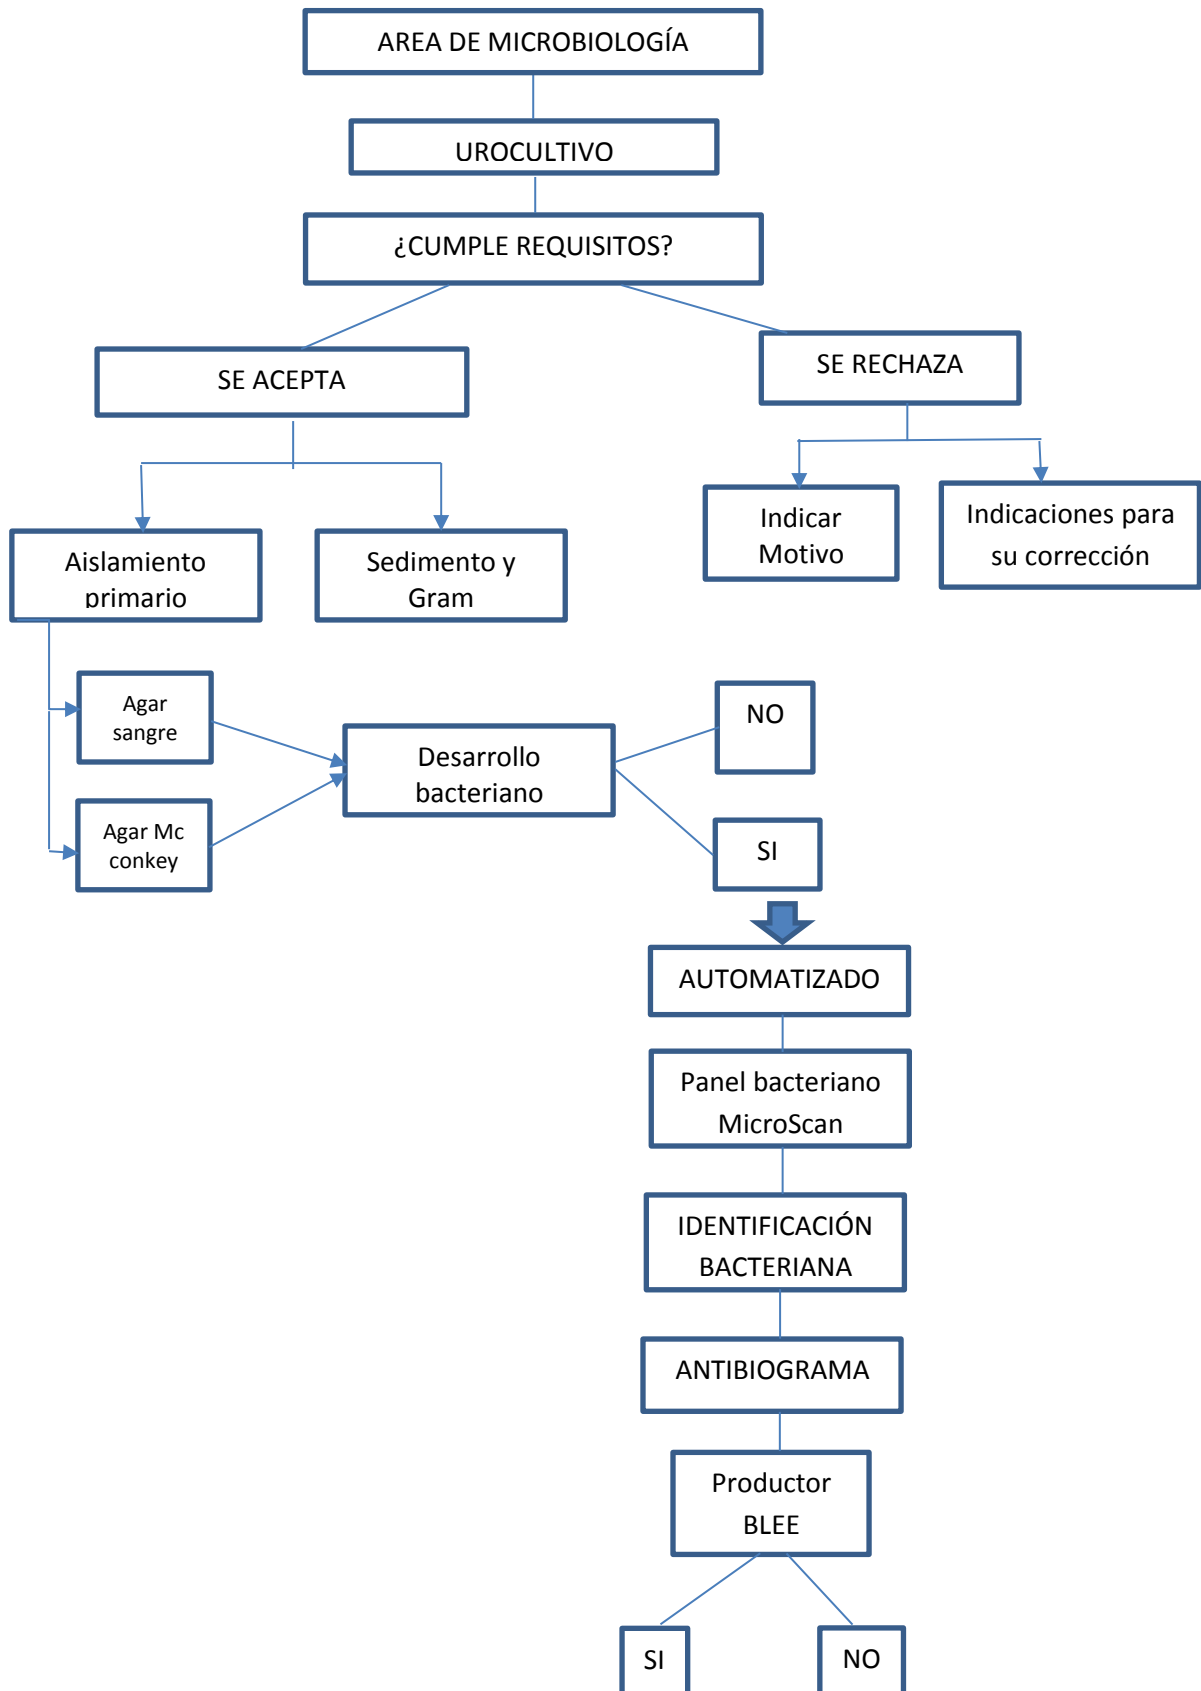 AREA DE MICROBIOLOGÍA
UROCULTIVO
¿CUMPLE REQUISITOS?
SE ACEPTA
SE RECHAZA
Aislamiento
primario
Sedimento y
Gram
Indicar
Motivo
Indicaciones para
su corrección
Agar
sangre
Agar Mc
conkey
Desarrollo
bacteriano
NO
SI
AUTOMATIZADO
Panel bacteriano
MicroScan
IDENTIFICACIÓN
BACTERIANA
ANTIBIOGRAMA
Productor
BLEE
SI
NO